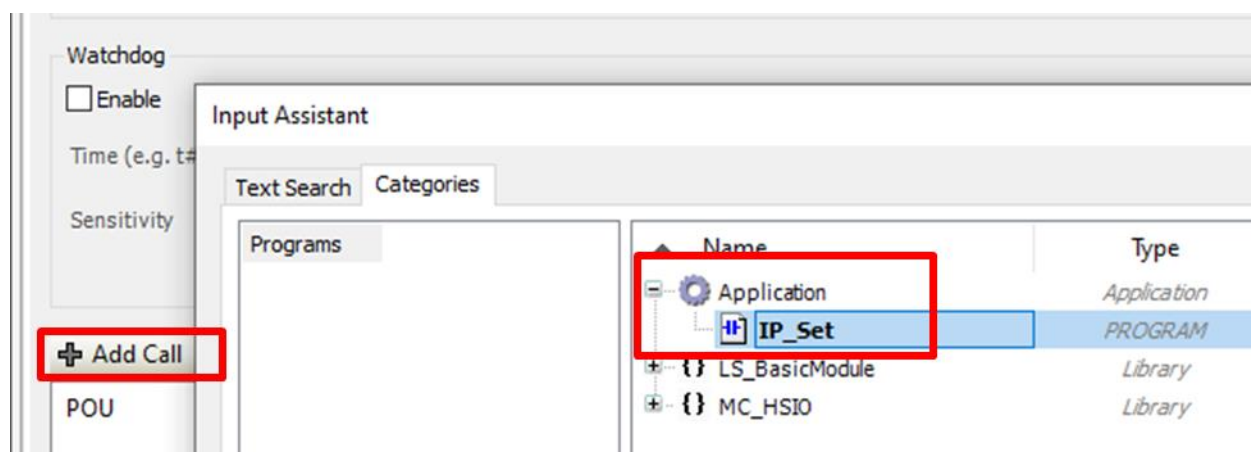 Watchdog
Enable
Input Assistant
Time (e.g. t#
Text Search Categories
Sensitivity
Programs
Name Type
Application Application
IP_Set PROGRAM
Add Call
LS_BasicModule Library
POU
MC_HSIO Library